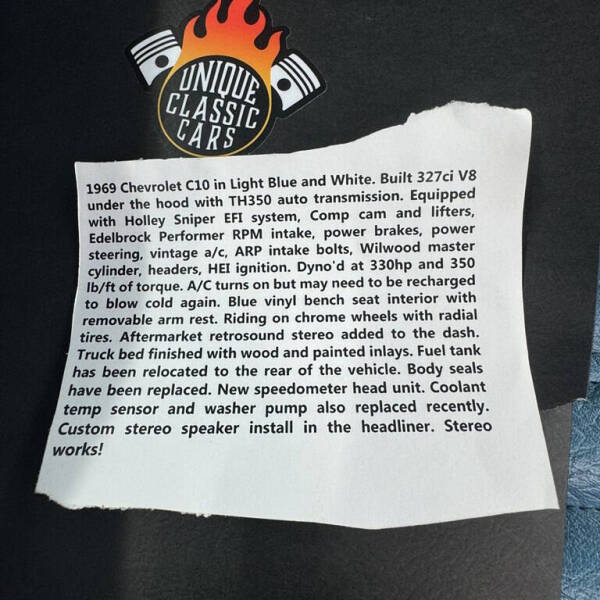 UNIQUE
CLASSIC
CARS
1969 Chevrolet C10 in Light Blue and White. Built 327ci V8
under the hood with TH350 auto transmission. Equipped
with Holley Sniper EFI system, Comp cam and lifters,
Edelbrock Performer RPM intake, power brakes, power
steering, vintage a/c, ARP intake bolts, Wilwood master
cylinder, headers, HEI ignition. Dyno'd at 330hp and 350
lb/ft of torque. A/C turns on but may need to be recharged
to blow cold again. Blue vinyl bench seat interior with
removable arm rest. Riding on chrome wheels with radial
tires. Aftermarket retrosound stereo added to the dash.
Truck bed finished with wood and painted inlays. Fuel tank
has been relocated to the rear of the vehicle. Body seals
have been replaced. New speedometer head unit. Coolant
temp sensor and washer pump also replaced recently.
Custom stereo speaker install in the headliner. Stereo
works!